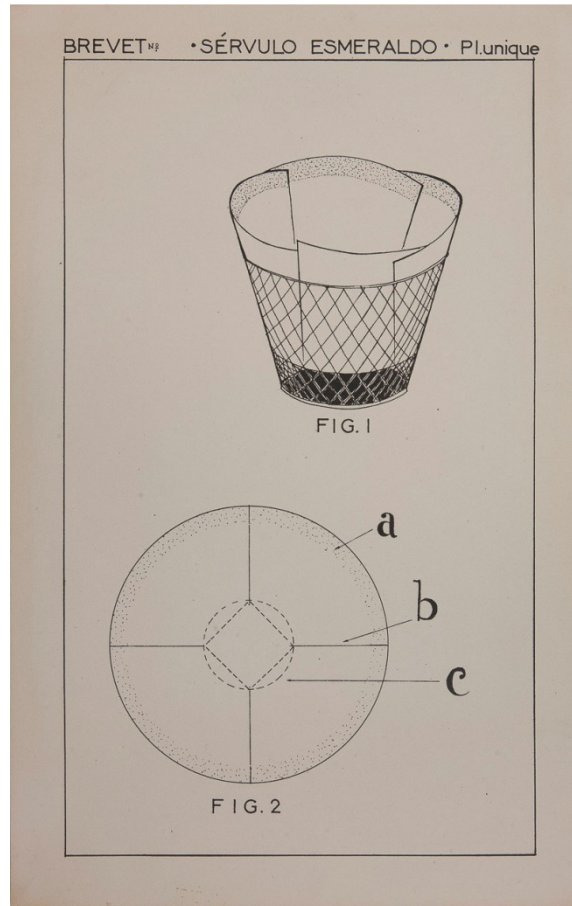 BREVET Nº • SÉRVULO ESMERALDO • Pl.unique
FIG.1
a
b
c
FIG.2